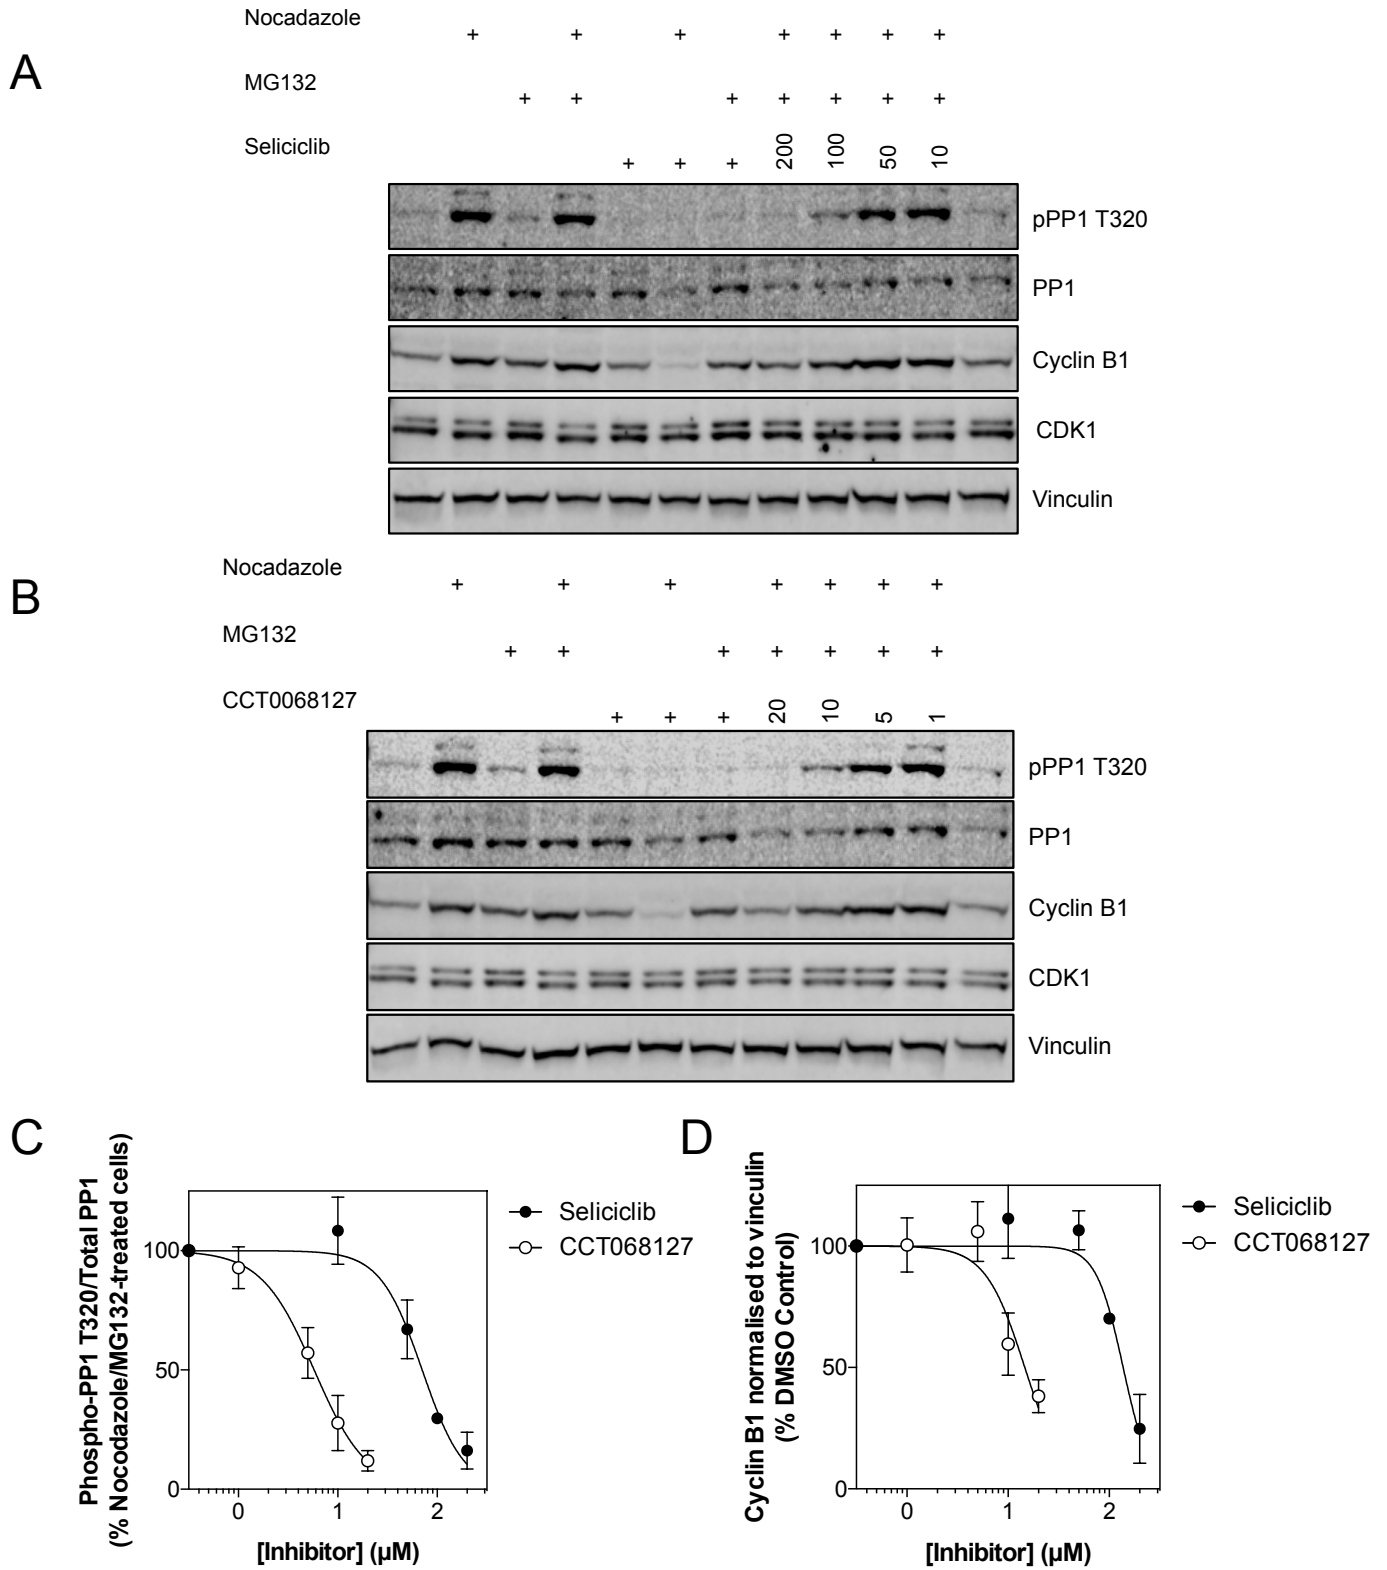 Nocadazole
+ + + + + + +
A
MG132
+ + + + + + +
Seliciclib
+ + + 200 100 50 10
pPP1 T320
PP1
Cyclin B1
CDK1
Vinculin
Nocadazole
+ + + + + + +
B
MG132
+ + + + + + +
CCT0068127
+ + + 20 10 5 1
pPP1 T320
PP1
Cyclin B1
CDK1
Vinculin
C
Phospho-PP1 T320/Total PP1
(% Nocodazole/MG132-treated cells)
100
50
0
0 1 2
[Inhibitor] (µM)
Seliciclib
CCT068127
D
Cyclin B1 normalised to vinculin
(% DMSO Control)
100
50
0
0 1 2
[Inhibitor] (µM)
Seliciclib
CCT068127